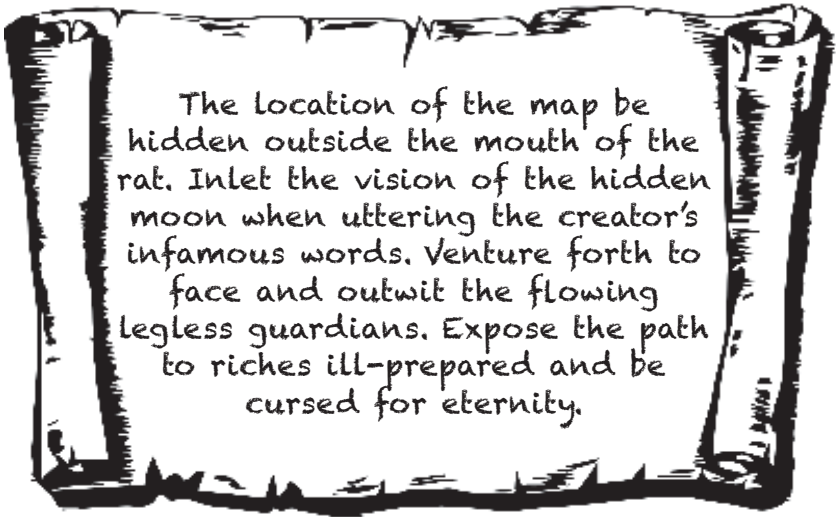 The location of the map be
hidden outside the mouth of the
rat. Inlet the vision of the hidden
moon when uttering the creator's
infamous words. Venture forth to
face and outwit the flowing
legless guardians. Expose the path
to riches ill-prepared and be
cursed for eternity.